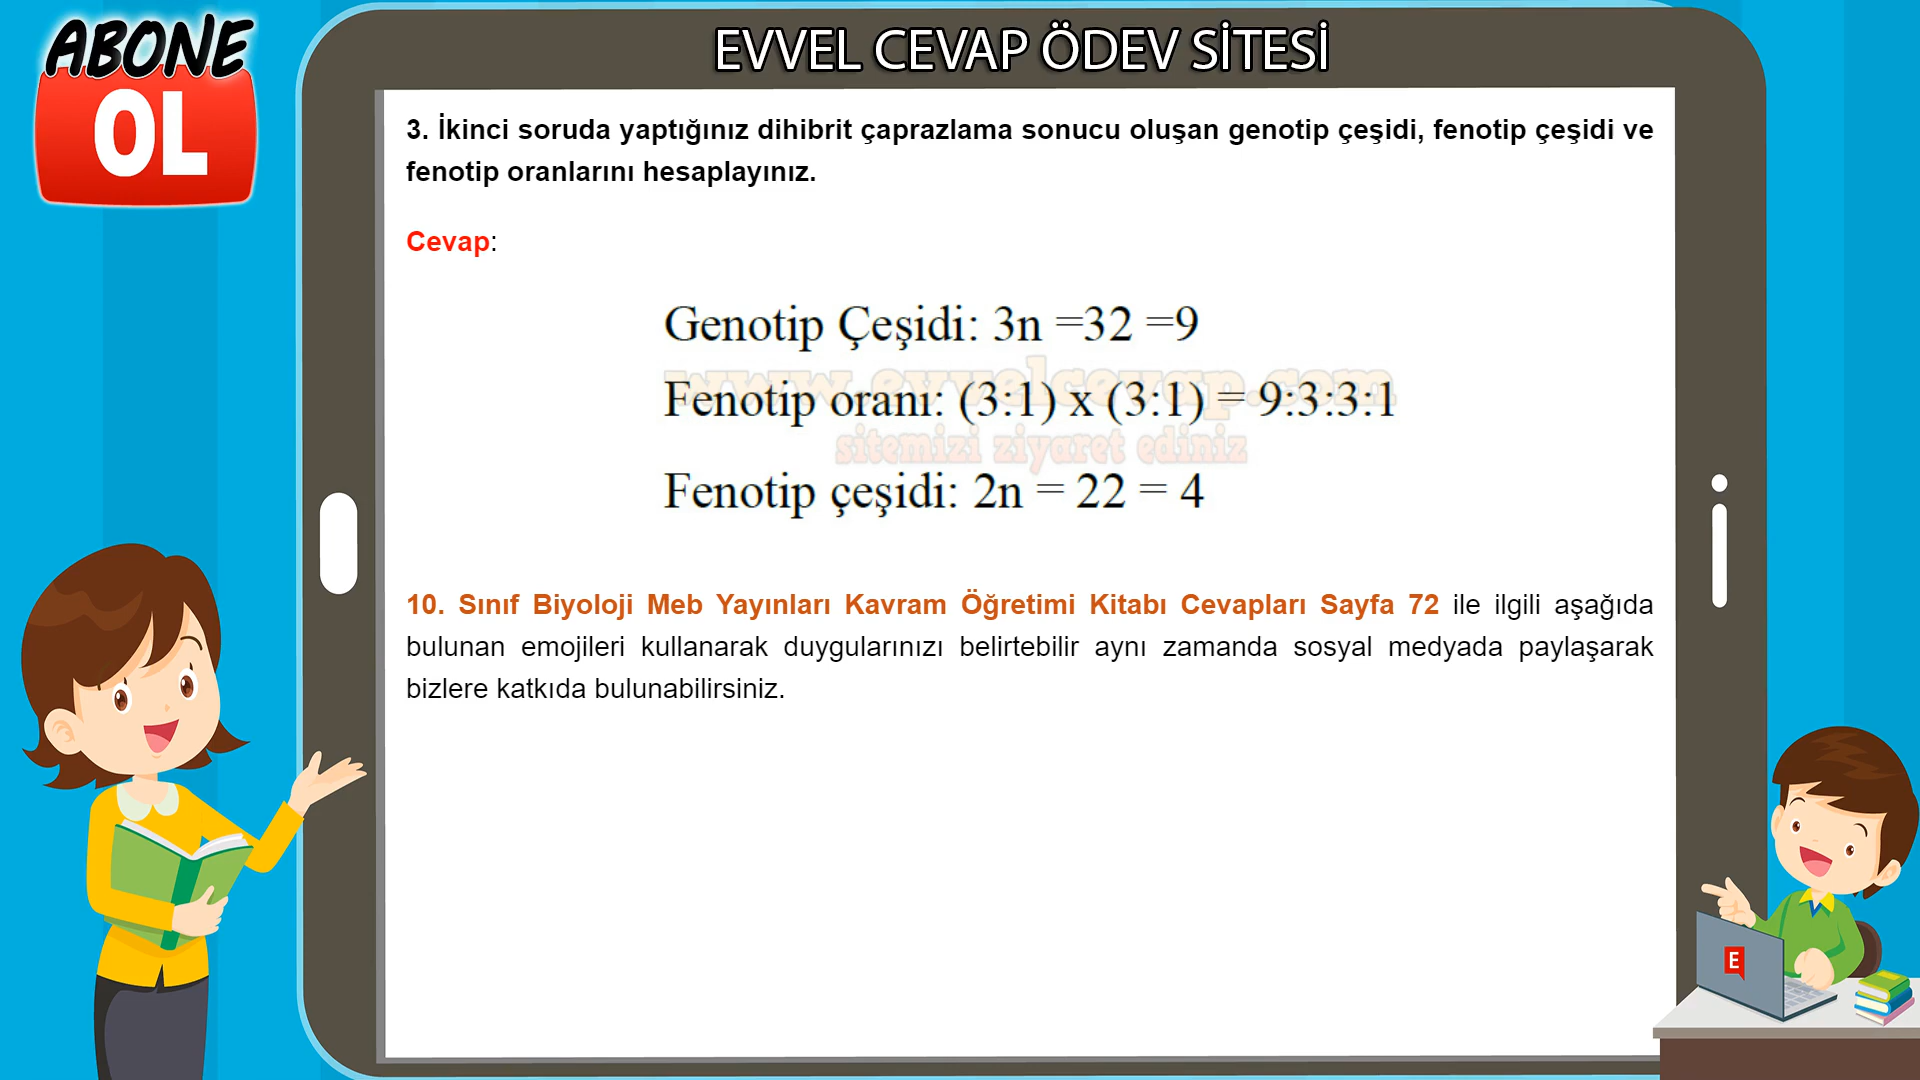 ABONE
OL
EVVEL CEVAP ÖDEV SİTESİ
3. İkinci soruda yaptığınız dihibrit çaprazlama sonucu oluşan genotip çeşidi, fenotip çeşidi ve
fenotip oranlarını hesaplayınız.
Cevap:
Genotip Çeşidi: 3n =32 =9
www.evvelcevap.com
Fenotip oranı: (3:1) x (3:1) = 9:3:3:1
sitemizi ziyaret ediniz
Fenotip çeşidi: 2n = 22 = 4
10. Sınıf Biyoloji Meb Yayınları Kavram Öğretimi Kitabı Cevapları Sayfa 72 ile ilgili aşağıda
bulunan emojileri kullanarak duygularınızı belirtebilir aynı zamanda sosyal medyada paylaşarak
bizlere katkıda bulunabilirsiniz.
E